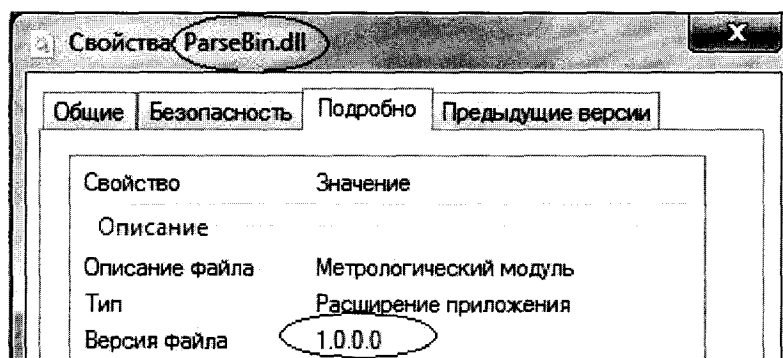 Свойства: ParseBin.dll
X
Общие Безопасность Подробно Предыдущие версии
Свойство Значение
Описание
Описание файла Метрологический модуль
Тип Расширение приложения
Версия файла 1.0.0.0